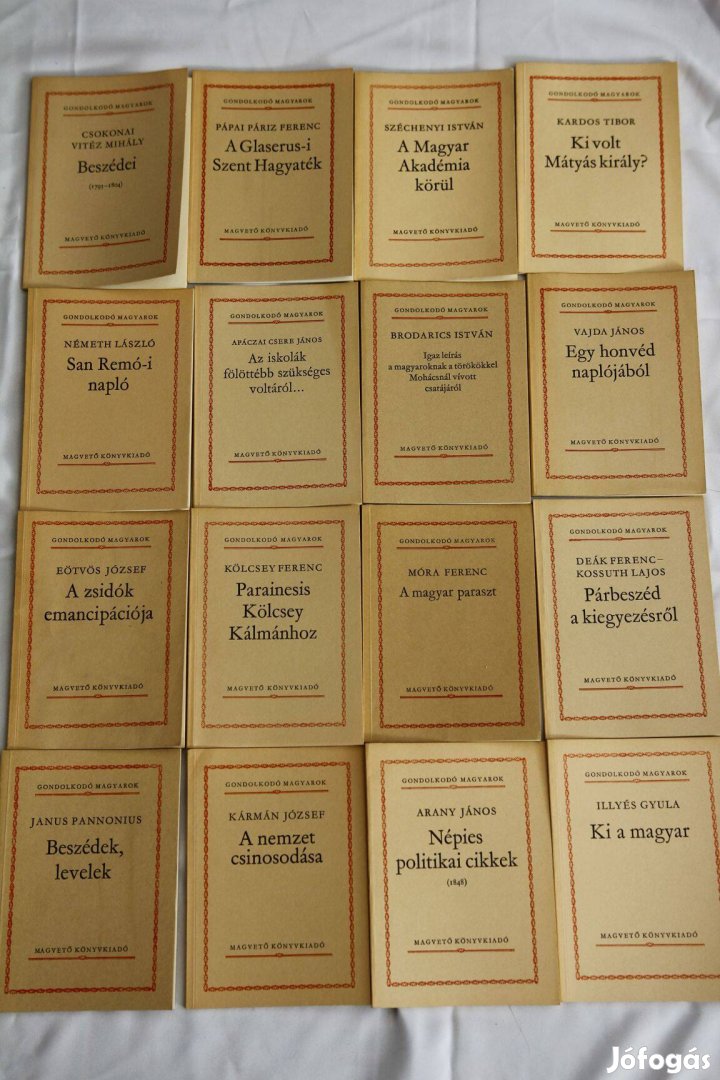 GONDOLKODÓ MAGYAROK
CSOKONAI
VITÉZ MIHÁLY
Beszédei
(1793–1804)
MAGVETŐ KÖNYVKIADÓ
GONDOLKODÓ MAGYAROK
PÁPAI PÁRIZ FERENC
A Glaserus-i
Szent Hagyaték
MAGVETŐ KÖNYVKIADÓ
GONDOLKODÓ MAGYAROK
SZÉCHENYI ISTVÁN
A Magyar
Akadémia
körül
MAGVETŐ KÖNYVKIADÓ
GONDOLKODÓ MAGYAROK
KARDOS TIBOR
Ki volt
Mátyás király?
MAGVETŐ KÖNYVKIADÓ
GONDOLKODÓ MAGYAROK
NÉMETH LÁSZLÓ
San Remó-i
napló
MAGVETŐ KÖNYVKIADÓ
GONDOLKODÓ MAGYAROK
APÁCZAI CSERE JÁNOS
Az iskolák
fölöttébb szükséges
voltáról...
MAGVETŐ KÖNYVKIADÓ
GONDOLKODÓ MAGYAROK
BRODARICS ISTVÁN
Igaz leírás
a magyaroknak a törökökkel
Mohácsnál vívott
csatájáról
MAGVETŐ KÖNYVKIADÓ
GONDOLKODÓ MAGYAROK
VAJDA JÁNOS
Egy honvéd
naplójából
MAGVETŐ KÖNYVKIADÓ
GONDOLKODÓ MAGYAROK
EÖTVÖS JÓZSEF
A zsidók
emancipációja
MAGVETŐ KÖNYVKIADÓ
GONDOLKODÓ MAGYAROK
KÖLCSEY FERENC
Parainesis
Kölcsey
Kálmánhoz
MAGVETŐ KÖNYVKIADÓ
GONDOLKODÓ MAGYAROK
MÓRA FERENC
A magyar paraszt
MAGVETŐ KÖNYVKIADÓ
GONDOLKODÓ MAGYAROK
DEÁK FERENC–
KOSSUTH LAJOS
Párbeszéd
a kiegyezésről
MAGVETŐ KÖNYVKIADÓ
GONDOLKODÓ MAGYAROK
JANUS PANNONIUS
Beszédek,
levelek
MAGVETŐ KÖNYVKIADÓ
GONDOLKODÓ MAGYAROK
KÁRMÁN JÓZSEF
A nemzet
csinosodása
MAGVETŐ KÖNYVKIADÓ
GONDOLKODÓ MAGYAROK
ARANY JÁNOS
Népies
politikai cikkek
(1848)
MAGVETŐ KÖNYVKIADÓ
GONDOLKODÓ MAGYAROK
ILLYÉS GYULA
Ki a magyar
MAGVETŐ KÖNYVKIADÓ
Jófogás